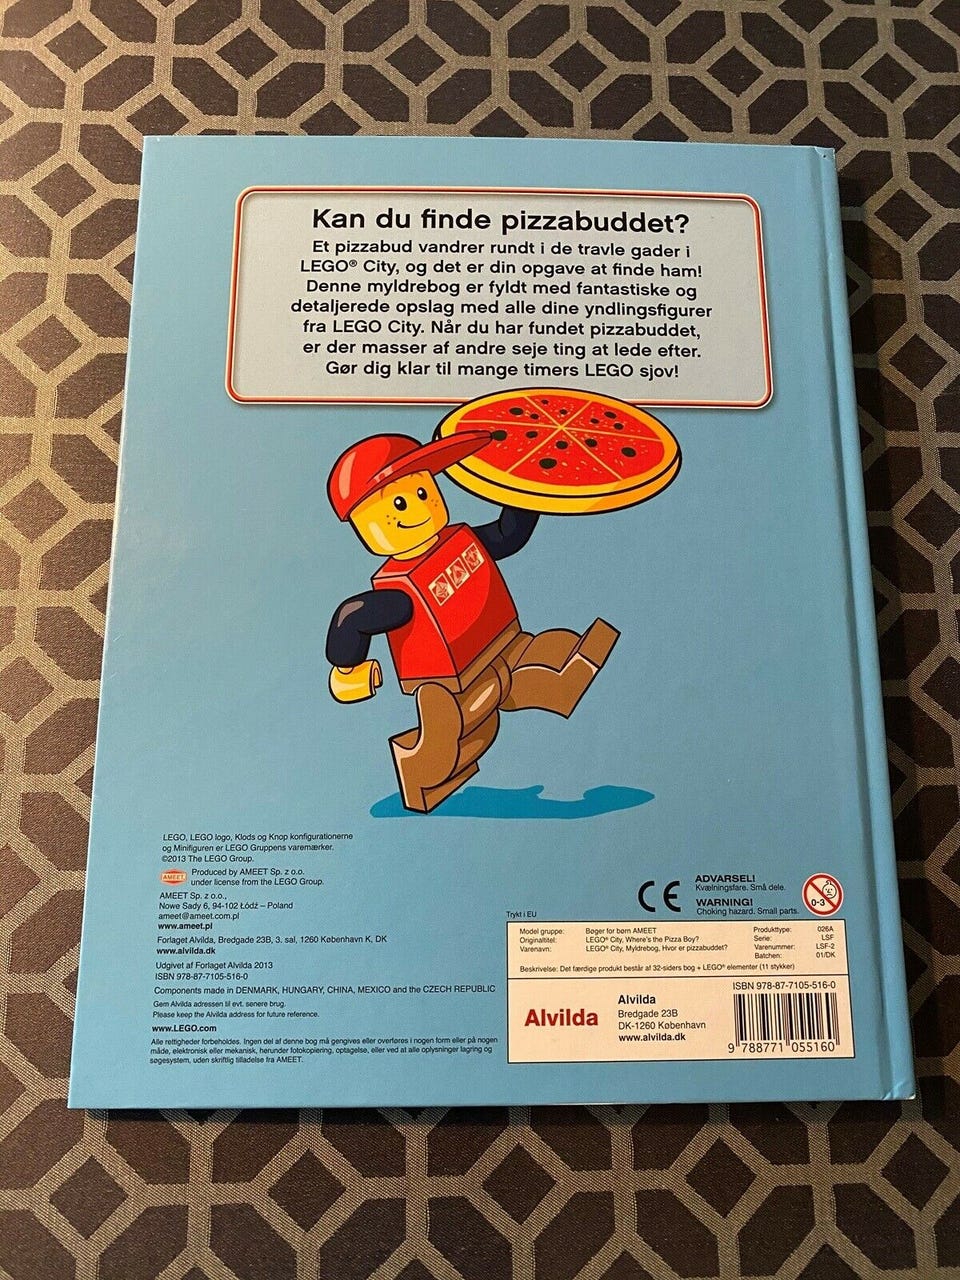 Kan du finde pizzabuddet?
Et pizzabud vandrer rundt i de travle gader i
LEGO® City, og det er din opgave at finde ham!
Denne myldrebog er fyldt med fantastiske og
detaljerede opslag med alle dine yndlingsfigurer
fra LEGO City. Når du har fundet pizzabuddet,
er der masser af andre seje ting at lede efter.
Gør dig klar til mange timers LEGO sjov!
LEGO, LEGO logo, Klods og Knop konfigurationerne
og Minifiguren er LEGO Gruppens varemærker.
©2013 The LEGO Group.
AMEET
Produced by AMEET Sp. z o.o.
under license from the LEGO Group.
AMEET Sp. z o.o.,
Nowe Sady 6, 94-102 Łódź – Poland
ameet@ameet.com.pl
www.ameet.pl
Forlaget Alvilda, Bredgade 23B, 3. sal, 1260 København K, DK
www.alvilda.dk
Udgivet af Forlaget Alvilda 2013
ISBN 978-87-7105-516-0
Components made in DENMARK, HUNGARY, CHINA, MEXICO and the CZECH REPUBLIC
Gem Alvilda adressen til evt. senere brug.
Please keep the Alvilda address for future reference.
www.LEGO.com
Alle rettigheder forbeholdes. Ingen del af denne bog må gengives eller overføres i nogen form eller på nogen
måde, elektronisk eller mekanisk, herunder fotokopiering, optagelse, eller ved at alle oplysninger lagring og
søgesystem, uden skriftlig tilladelse fra AMEET.
CE
ADVARSEL!
Kvælningsfare. Små dele.
WARNING!
Choking hazard. Small parts.
0-3
Trykt i EU
Model gruppe: Bøger for børn AMEET
Originaltitel: LEGO® City, Where's the Pizza Boy?
Varenavn: LEGO® City, Myldrebog, Hvor er pizzabuddet?
Produkttype: 026A
Serie: LSF
Varenummer: LSF-2
Batchen: 01/DK
Beskrivelse: Det færdige produkt består af 32-siders bog + LEGO® elementer (11 stykker)
Alvilda
Alvilda
Bredgade 23B
DK-1260 København
www.alvilda.dk
ISBN 978-87-7105-516-0
9 788771 055160